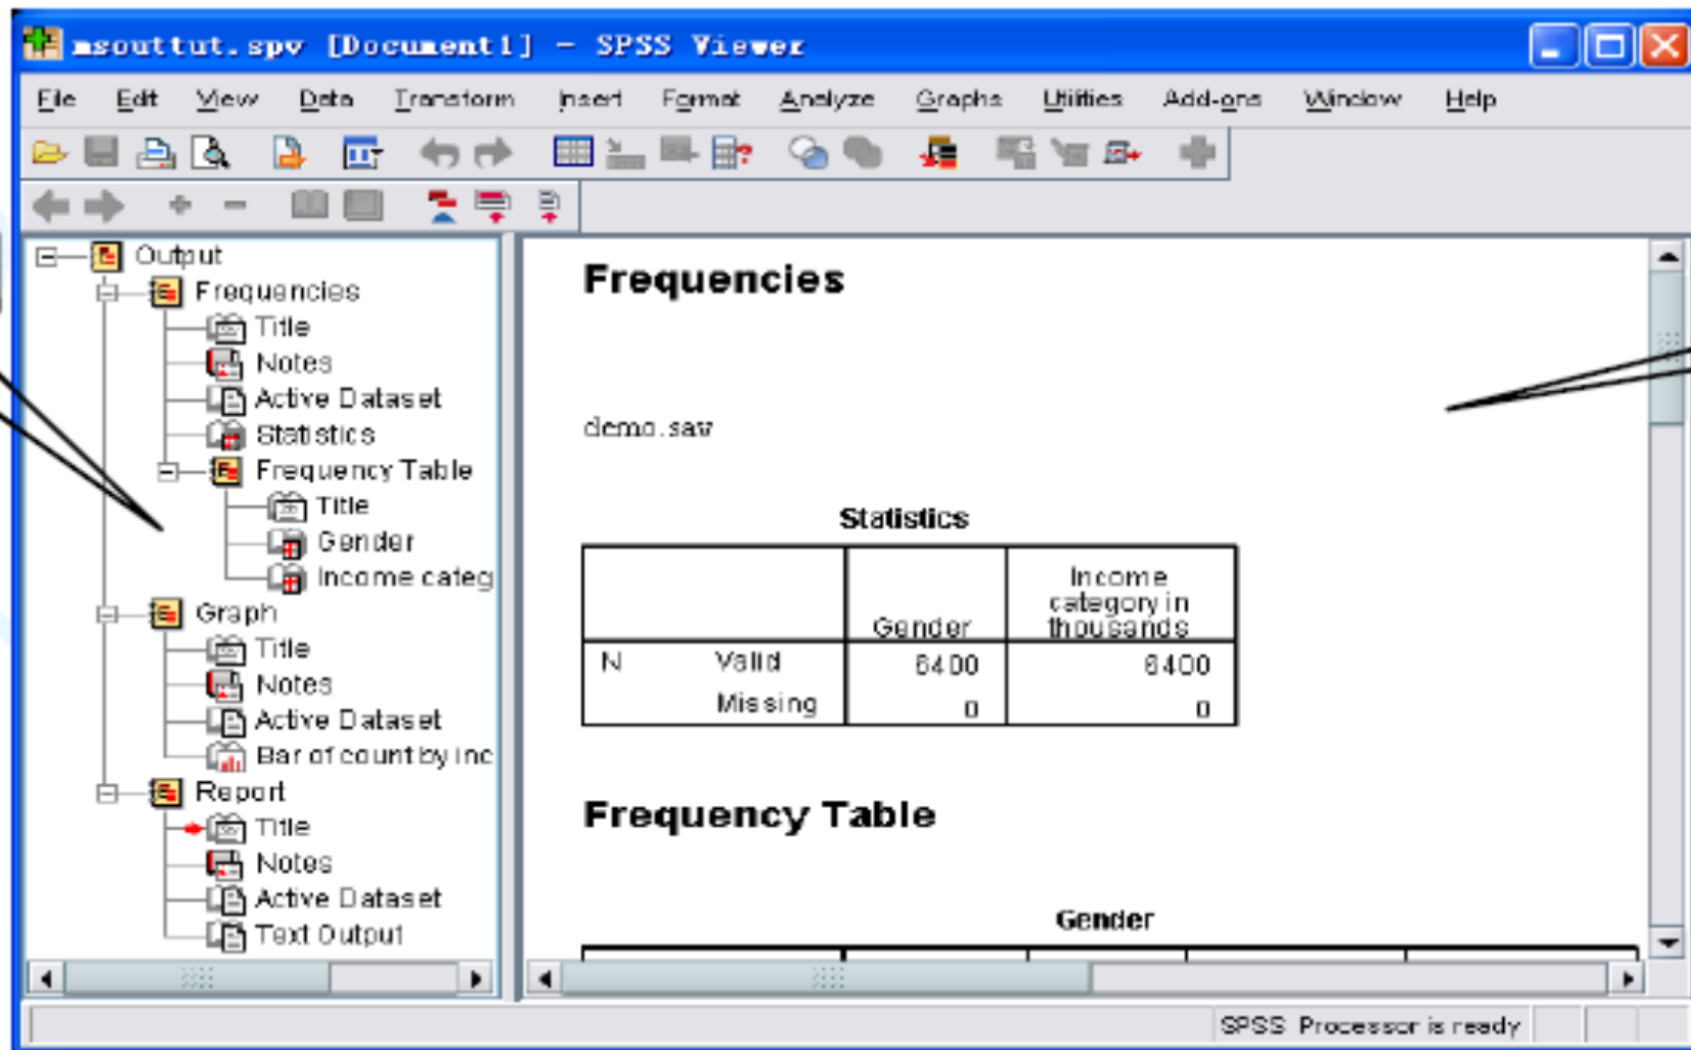 msouttut.spv [Document1] - SPSS Viewer
File Edit View Data Transform Insert Format Analyze Graphs Utilities Add-ons Window Help
Output
Frequencies
Title
Notes
Active Dataset
Statistics
Frequency Table
Title
Gender
Income categ
Graph
Title
Notes
Active Dataset
Bar of count by inc
Report
Title
Notes
Active Dataset
Text Output
Frequencies
demo.sav
Statistics
Gender
Income category in thousands
N Valid 6400 6400
Missing 0 0
Frequency Table
Gender
SPSS Processor is ready